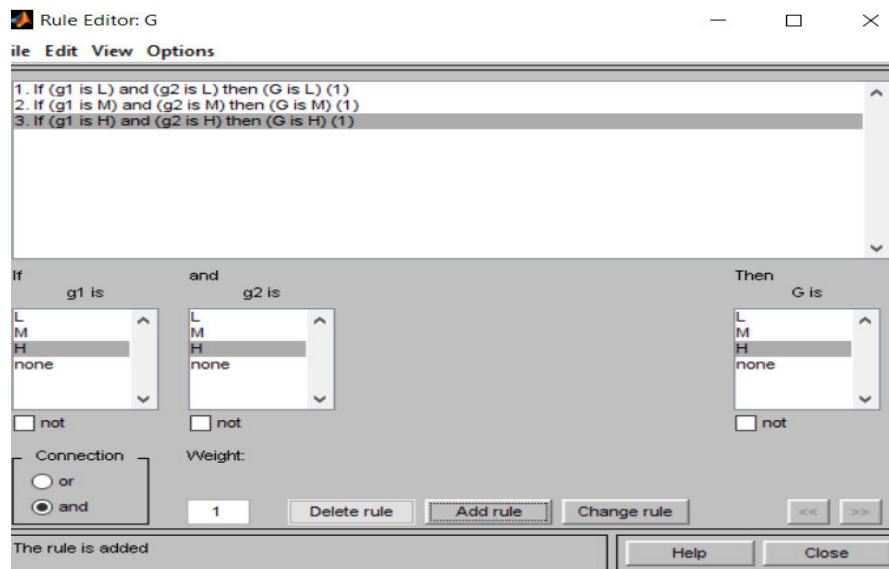 Rule Editor: G
ile Edit View Options
1. If (g1 is L) and (g2 is L) then (G is L) (1)
2. If (g1 is M) and (g2 is M) then (G is M) (1)
3. If (g1 is H) and (g2 is H) then (G is H) (1)
If and Then
g1 is g2 is G is
L L L
M M M
H H H
none none none
not not not
Connection Weight:
or
and 1 Delete rule Add rule Change rule << >>
The rule is added Help Close